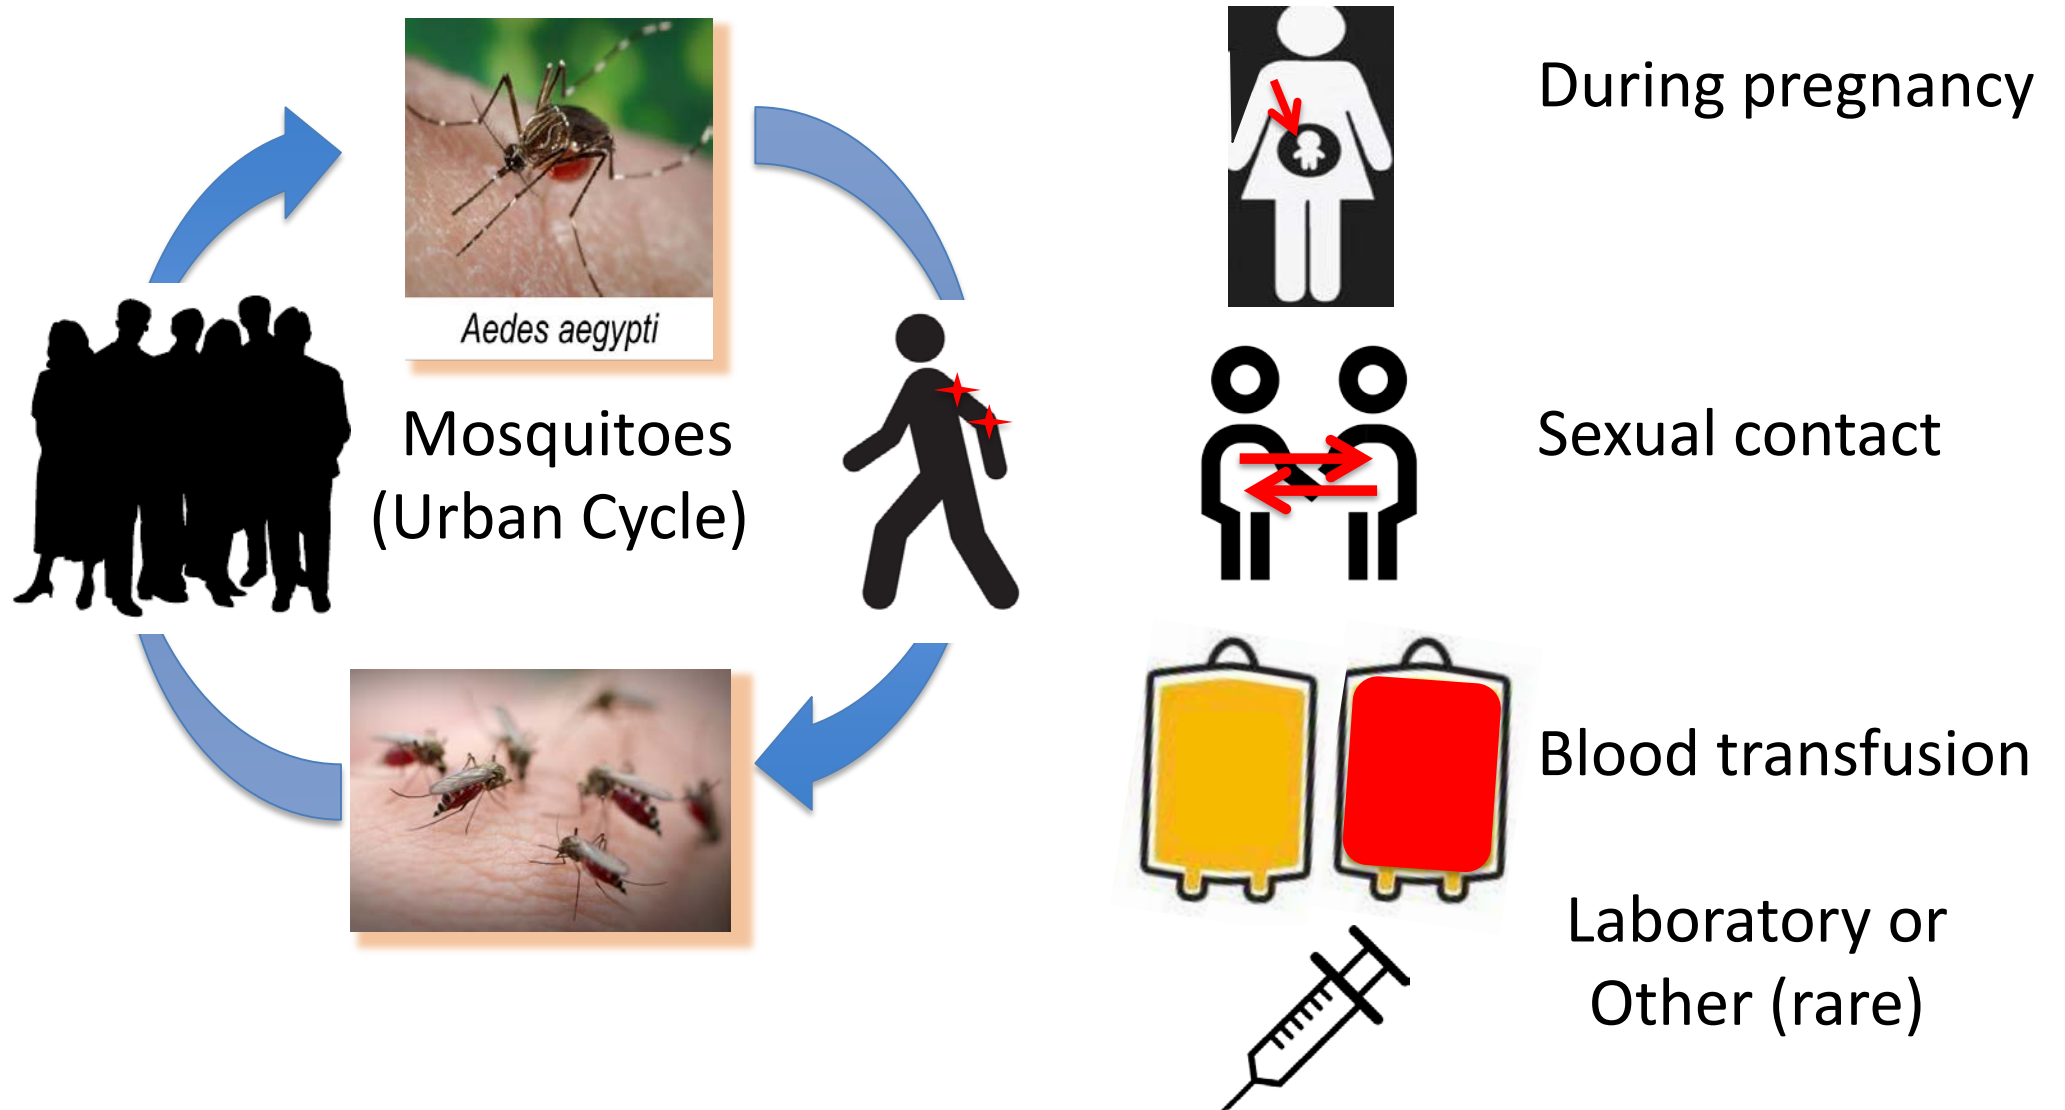 Aedes aegypti
Mosquitoes
(Urban Cycle)
During pregnancy
Sexual contact
Blood transfusion
Laboratory or
Other (rare)